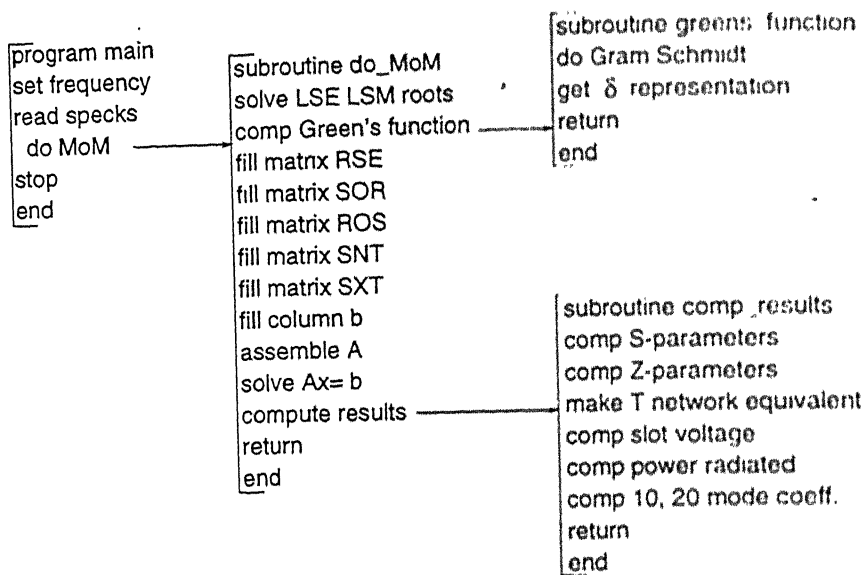 program main
set frequency
read specks
do MoM
stop
end
subroutine do_MoM
solve LSE LSM roots
comp Green's function
fill matrix RSE
fill matrix SOR
fill matrix ROS
fill matrix SNT
fill matrix SXT
fill column b
assemble A
solve Ax= b
compute results
return
end
subroutine greens function
do Gram Schmidt
get δ representation
return
end
subroutine comp_results
comp S-parameters
comp Z-parameters
make T network equivalent
comp slot voltage
comp power radiated
comp 10, 20 mode coeff.
return
end